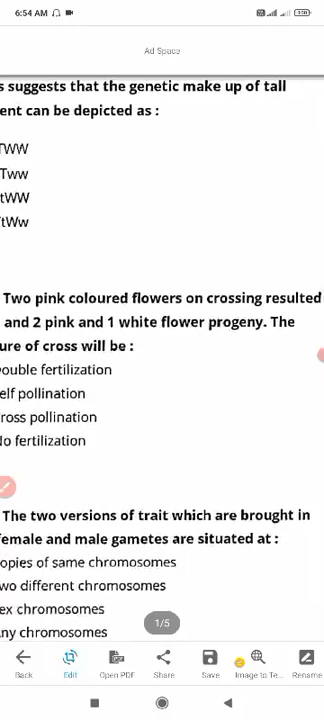 6:54 AM
Ad Space
s suggests that the genetic make up of tall
ent can be depicted as :
TWW
Tww
tWW
tWw
Two pink coloured flowers on crossing resulted
and 2 pink and 1 white flower progeny. The
ure of cross will be :
ouble fertilization
elf pollination
ross pollination
No fertilization
The two versions of trait which are brought in
female and male gametes are situated at :
opies of same chromosomes
wo different chromosomes
ex chromosomes
ny chromosomes
1/5
Back Edit Open PDF Share Save Image to Te... Rename